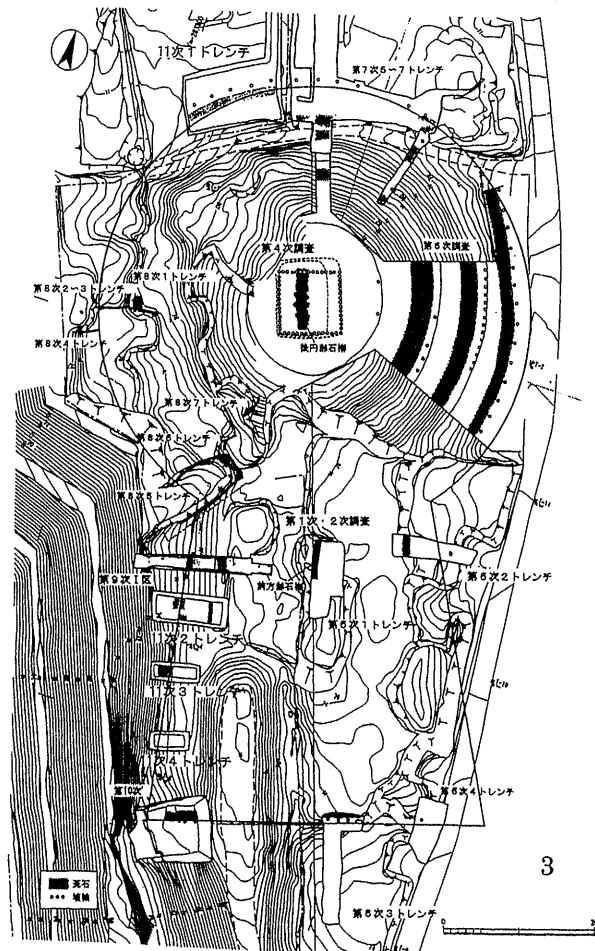 11次1トレンチ
第7次5~7トレンチ
第4次調査
第5次調査
第8次1トレンチ
第8次2~3トレンチ
第8次4トレンチ
後円部石槨
第8次7トレンチ
第8次6トレンチ
第8次5トレンチ
第1次・2次調査
第9次Ⅰ区
前方部石槨
第6次2トレンチ
11次2トレンチ
第6次1トレンチ
11次3トレンチ
次4トレンチ
第10次
第6次4トレンチ
3
葺石
埴輪
第6次3トレンチ
0